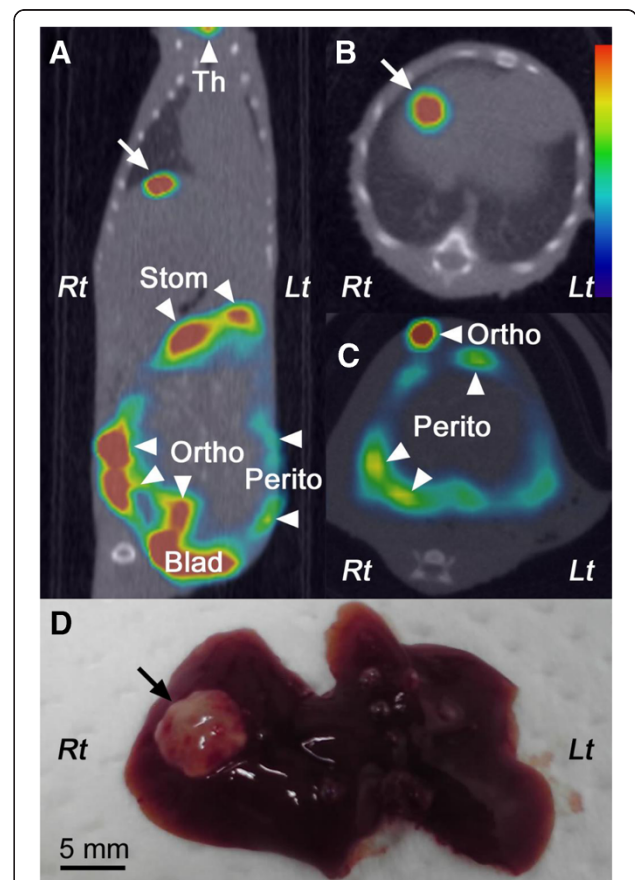 A
Th
Stom
Rt
Lt
Ortho
Perito
Blad
B
Rt
Lt
C
Ortho
Perito
Rt
Lt
D
Rt
Lt
5 mm